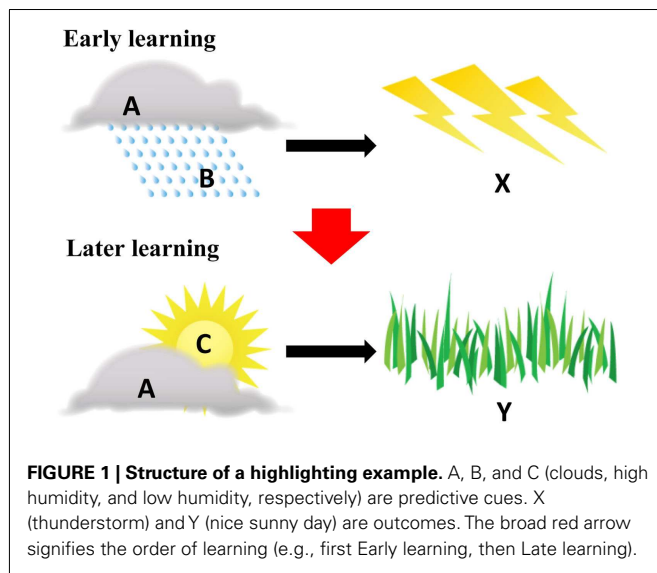 Early learning
A
B
X
Later learning
C
A
Y
FIGURE 1 | Structure of a highlighting example. A, B, and C (clouds, high
humidity, and low humidity, respectively) are predictive cues. X
(thunderstorm) and Y (nice sunny day) are outcomes. The broad red arrow
signifies the order of learning (e.g., first Early learning, then Late learning).